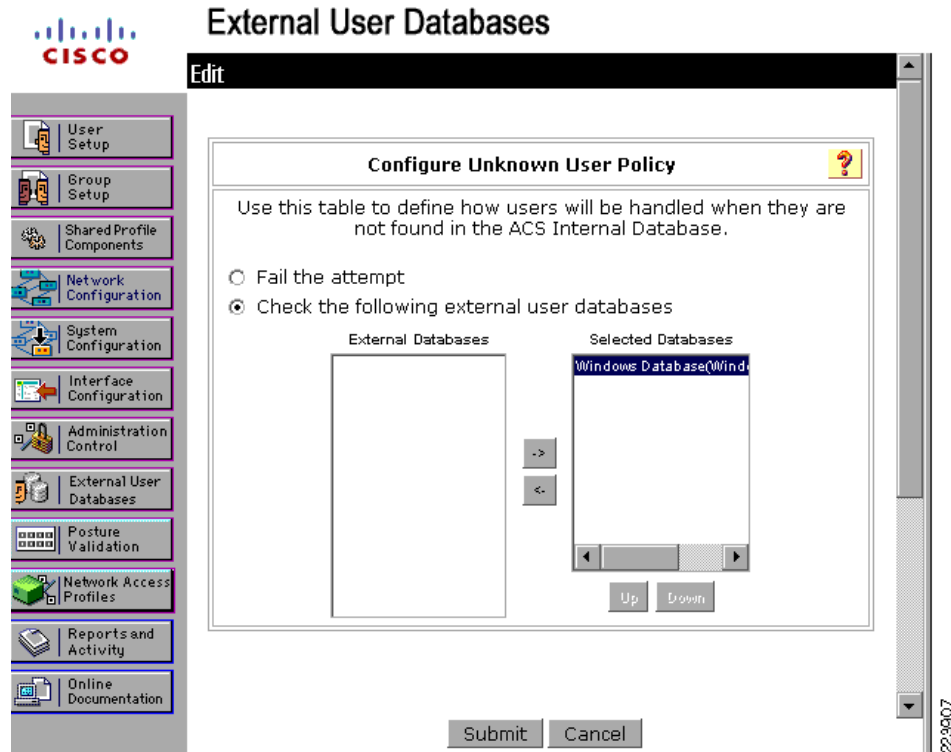 CISCO
External User Databases
Edit
User
Setup
Group
Setup
Shared Profile
Components
Network
Configuration
System
Configuration
Interface
Configuration
Administration
Control
External User
Databases
Posture
Validation
Network Access
Profiles
Reports and
Activity
Online
Documentation
Configure Unknown User Policy
?
Use this table to define how users will be handled when they are
not found in the ACS Internal Database.
Fail the attempt
Check the following external user databases
External Databases
Selected Databases
Windows Database(Wind
->
<-
Up
Down
Submit
Cancel